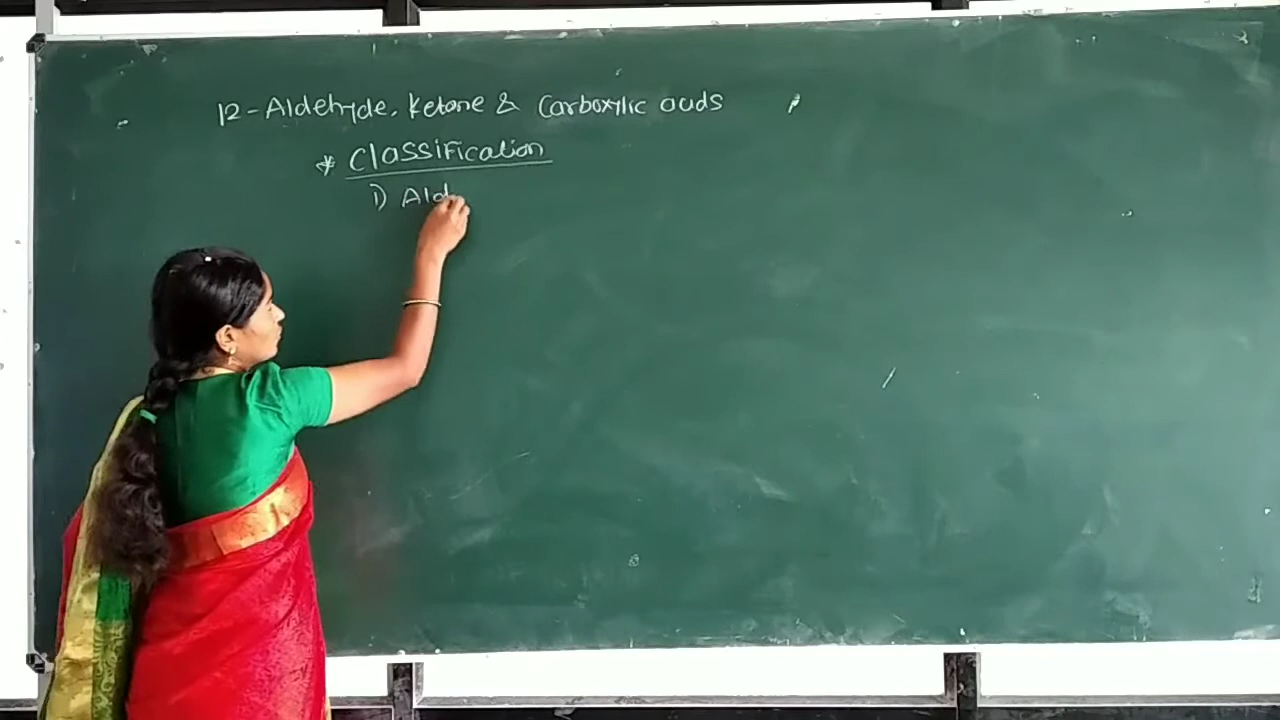 12-Aldehyde, Ketone & Carboxylic acids
* Classification
1) Ald